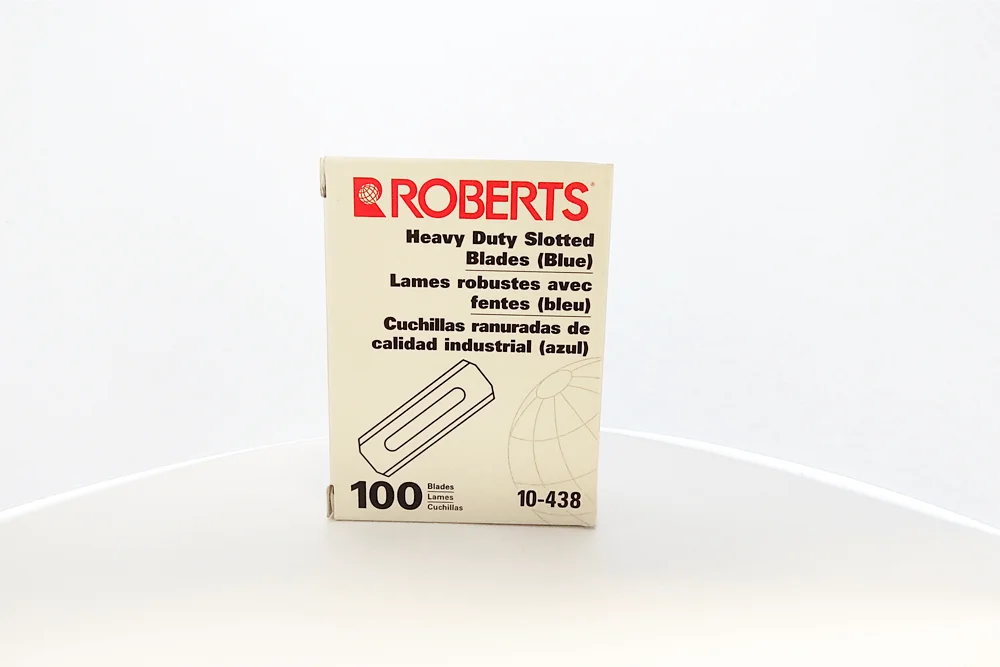 ROBERTS®
Heavy Duty Slotted
Blades (Blue)
Lames robustes avec
fentes (bleu)
Cuchillas ranuradas de
calidad industrial (azul)
100
Blades
Lames
Cuchillas
10-438